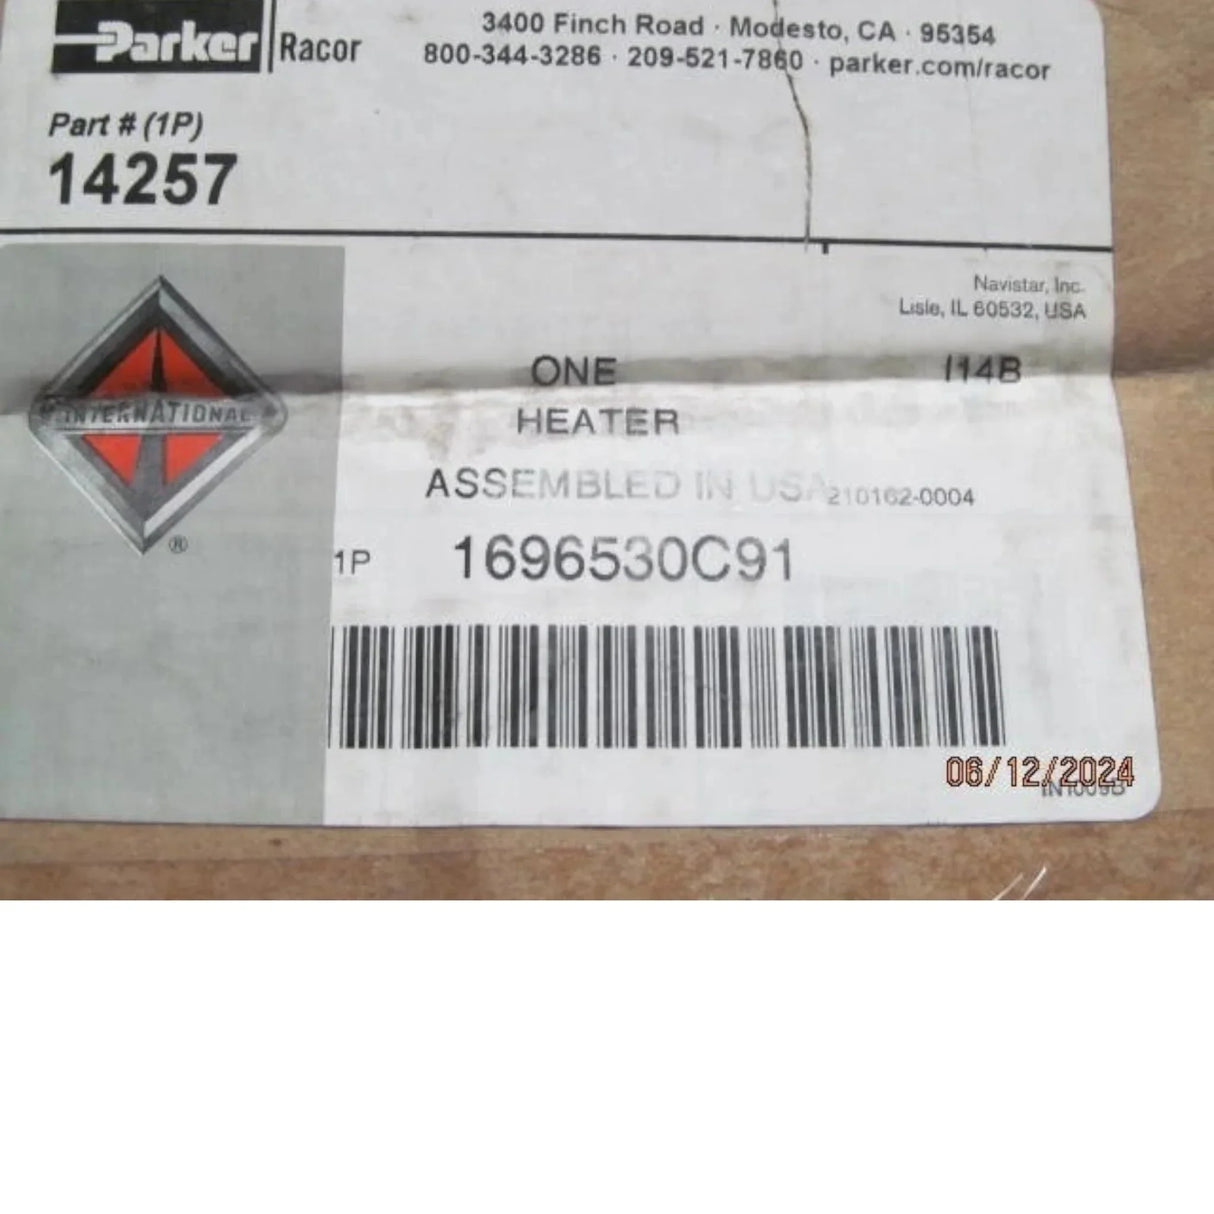 Parker Racor
3400 Finch Road · Modesto, CA · 95354
800-344-3286 · 209-521-7860 · parker.com/racor
Part # (1P)
14257
Navistar, Inc.
Lisle, IL 60532, USA
INTERNATIONAL
®
ONE
I14B
HEATER
ASSEMBLED IN USA
210162-0004
1P 1696530C91
06/12/2024